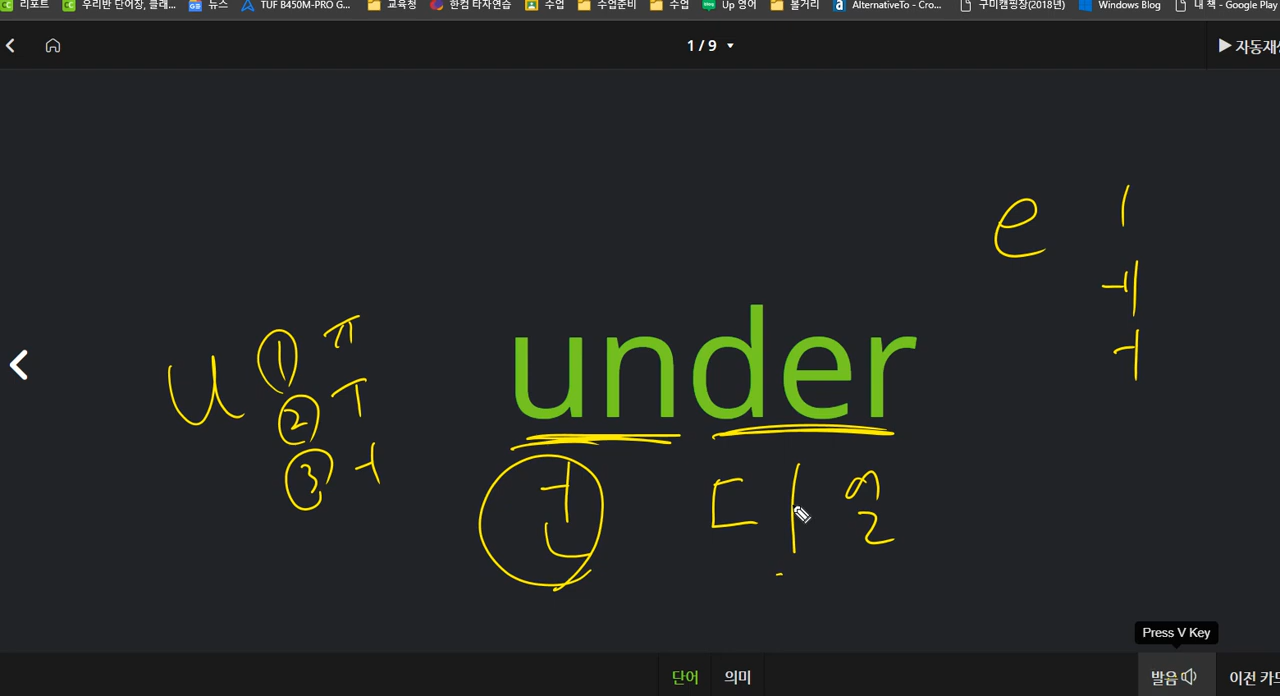 리포트 우리반 단어장, 클래... 뉴스 TUF B450M-PRO G... 교육청 한컴 타자연습 수업 수업준비 수업 Up 영어 볼거리 AlternativeTo - Cro... 구미캠핑장(2018년) Windows Blog 내 책 - Google Play
1 / 9 자동재생
e ㅣ
ㅔ
ㅓ
under
u ① ㅠ
② ㅜ
③ ㅓ
ㅓ ㄷ ㅣ
ㄴ
Press V Key
단어 의미 발음 이전 카드